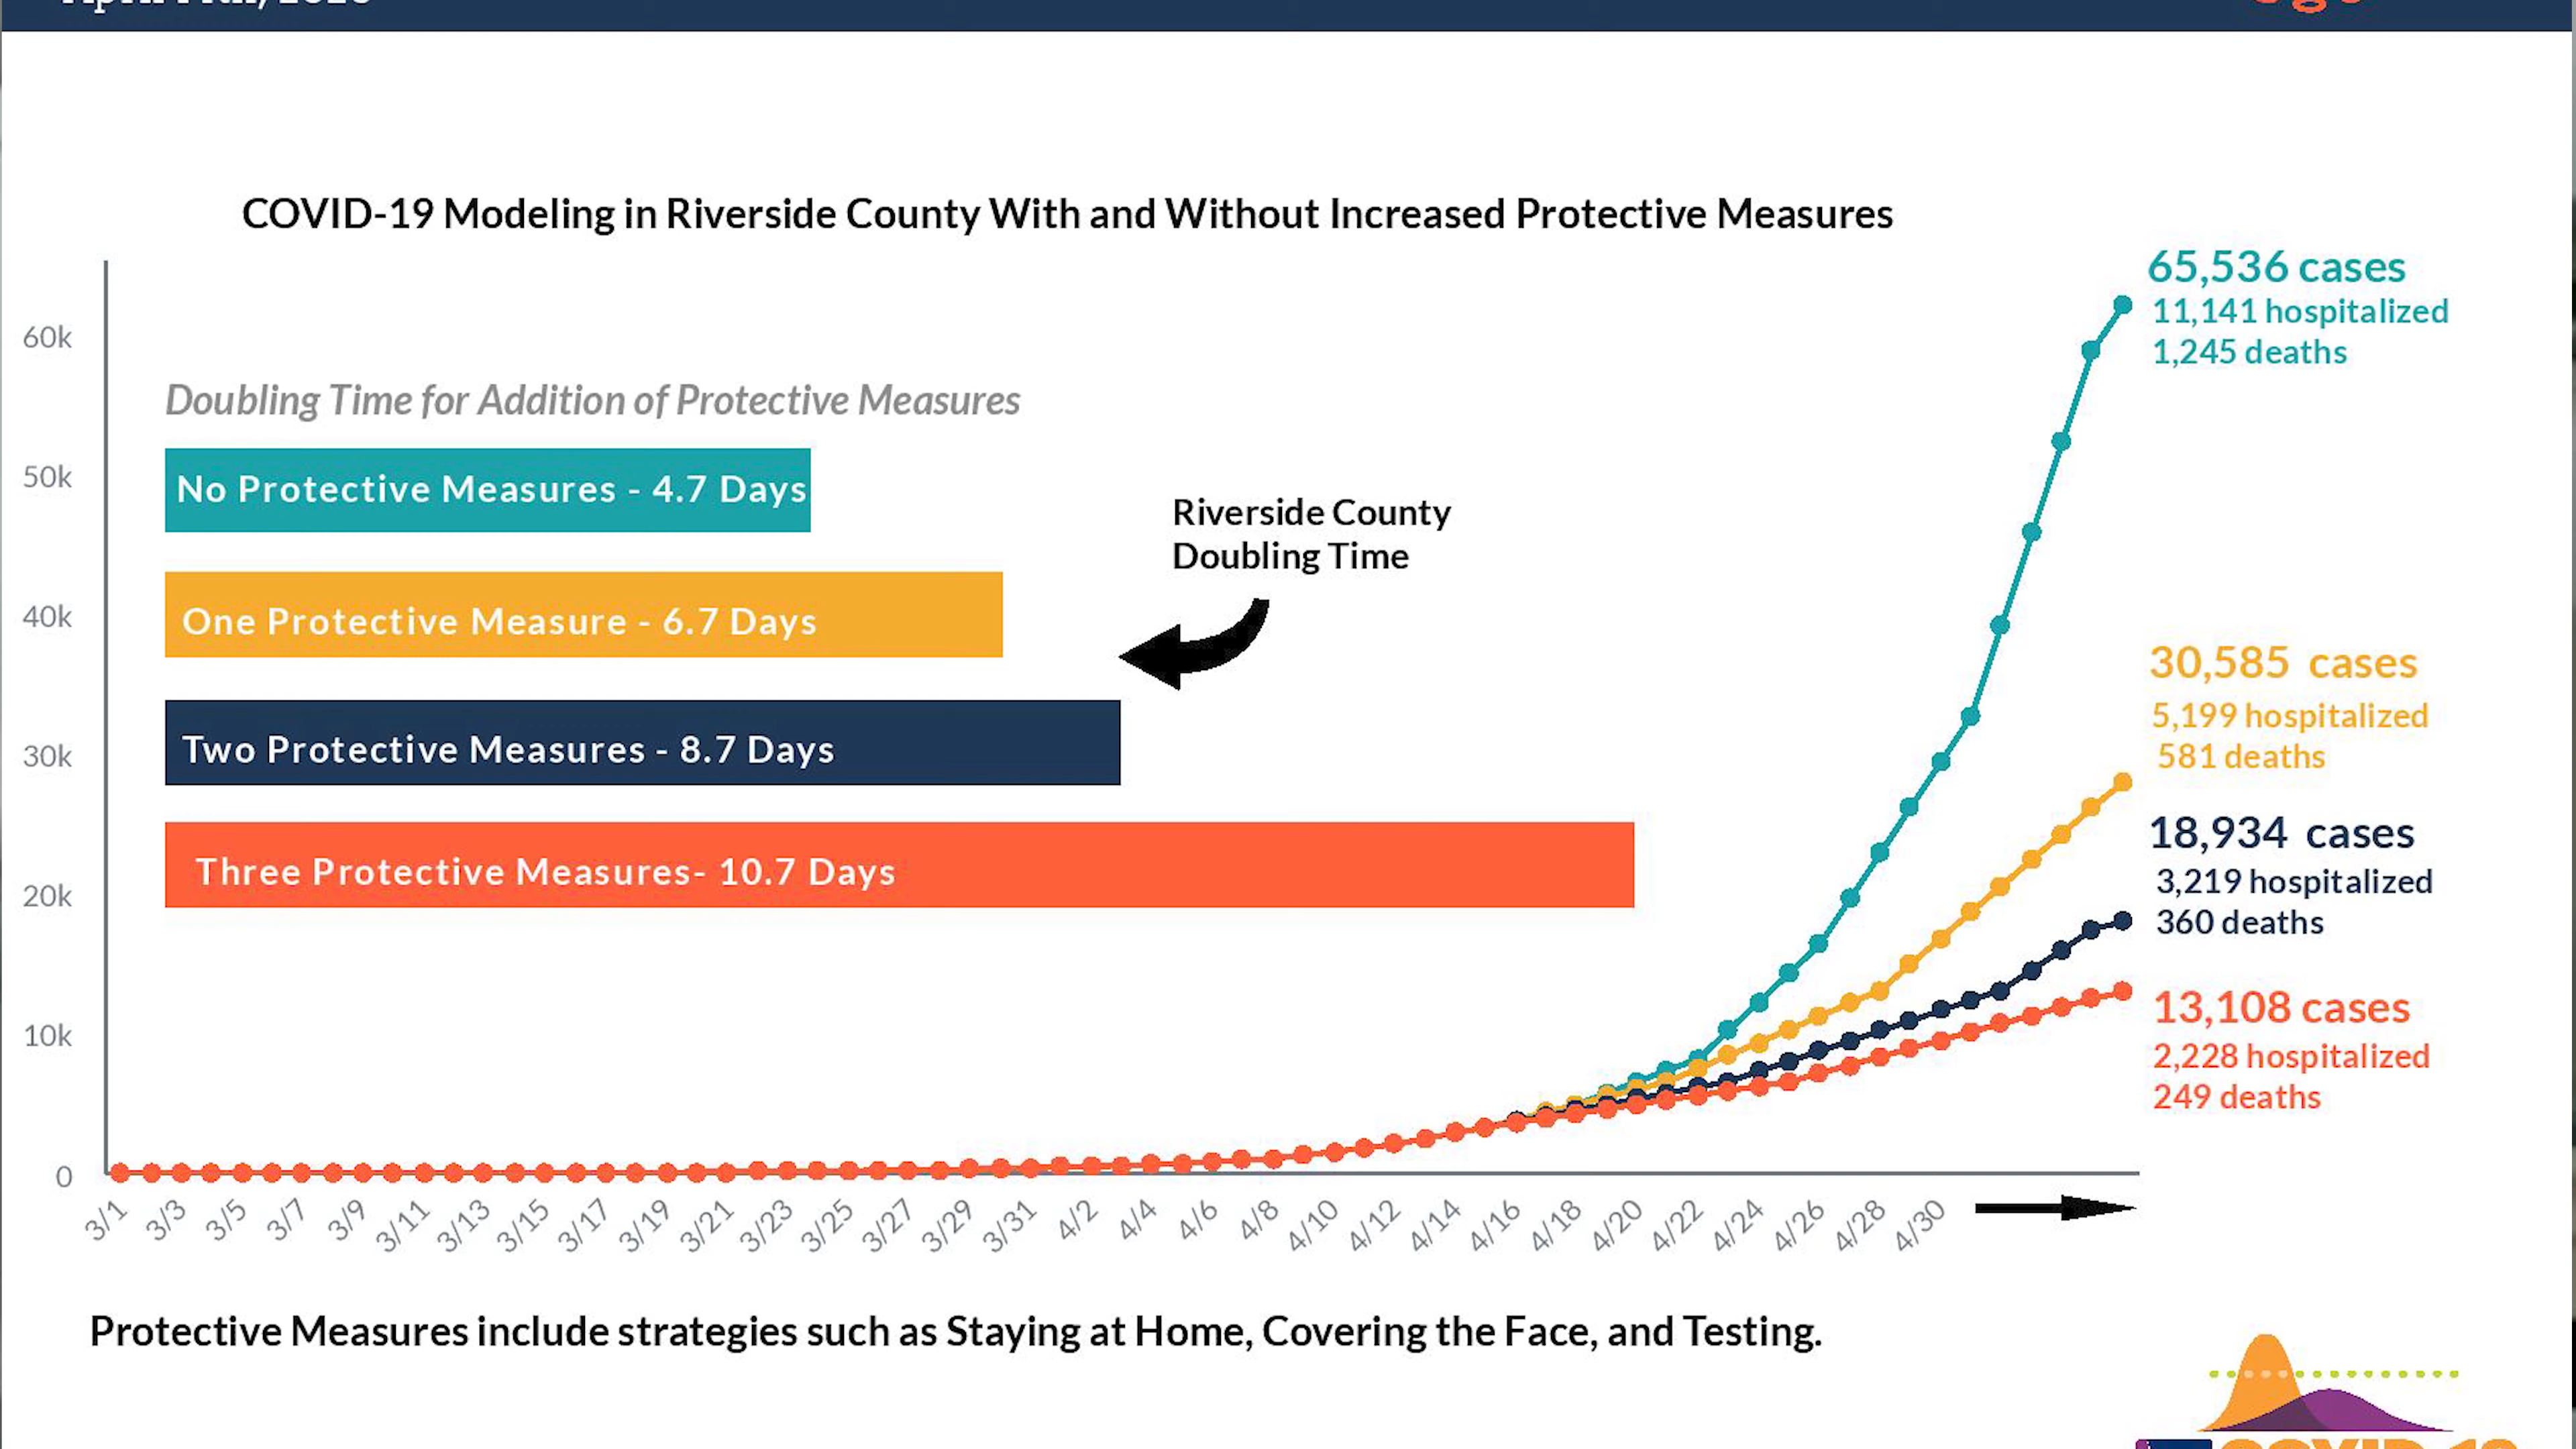 COVID-19 Modeling in Riverside County With and Without Increased Protective Measures
65,536 cases
11,141 hospitalized
1,245 deaths
60k
Doubling Time for Addition of Protective Measures
50k
No Protective Measures - 4.7 Days
Riverside County
Doubling Time
40k
One Protective Measure - 6.7 Days
30,585 cases
5,199 hospitalized
581 deaths
30k
Two Protective Measures - 8.7 Days
18,934 cases
3,219 hospitalized
360 deaths
20k
Three Protective Measures- 10.7 Days
10k
13,108 cases
2,228 hospitalized
249 deaths
0
3/1 3/3 3/5 3/7 3/9 3/11 3/13 3/15 3/17 3/19 3/21 3/23 3/25 3/27 3/29 3/31 4/2 4/4 4/6 4/8 4/10 4/12 4/14 4/16 4/18 4/20 4/22 4/24 4/26 4/28 4/30
Protective Measures include strategies such as Staying at Home, Covering the Face, and Testing.
COVID-19